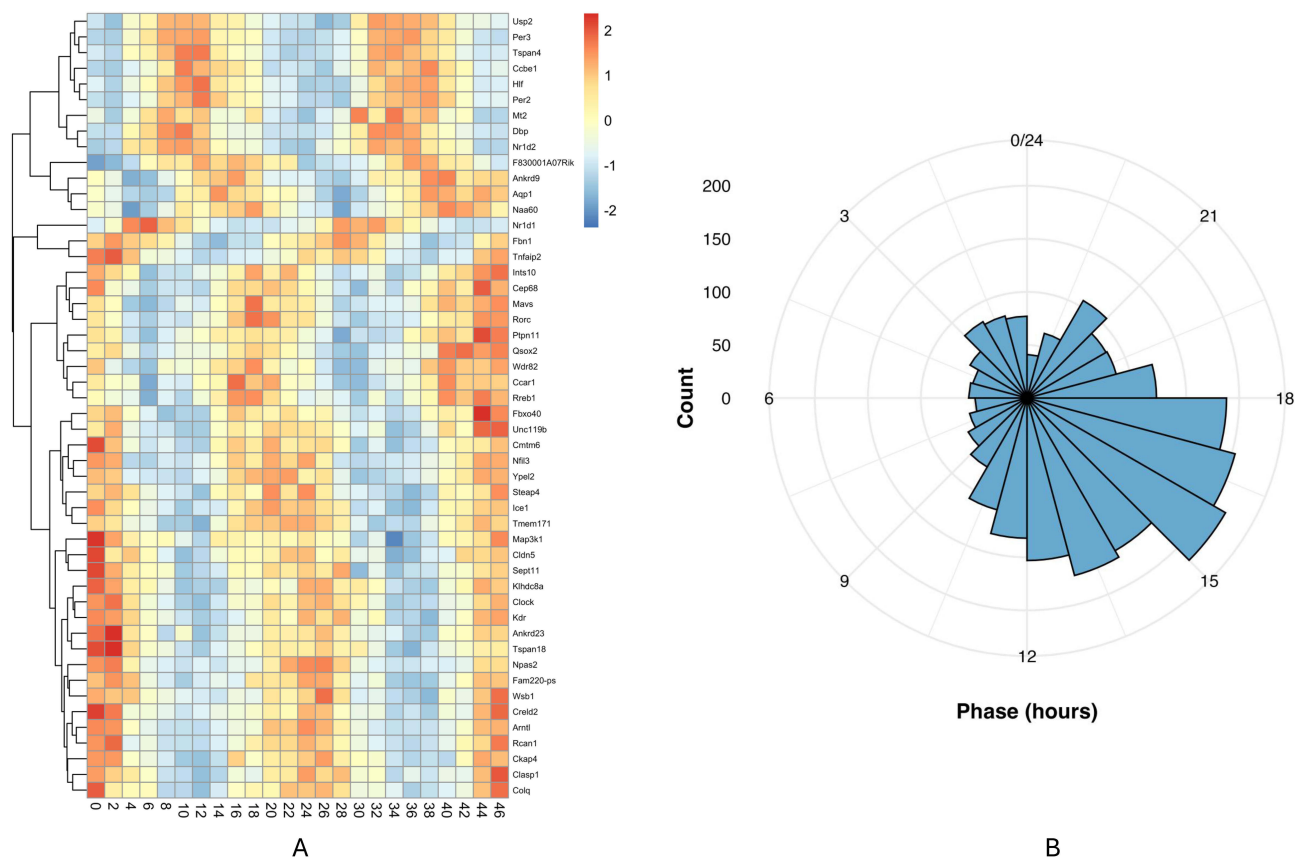 Usp2
Per3
Tspan4
Ccbe1
Hlf
Per2
Mt2
Dbp
Nr1d2
F830001A07Rik
Ankrd9
Aqp1
Naa60
Nr1d1
Fbn1
Tnfaip2
Ints10
Cep68
Mavs
Rorc
Ptpn11
Qsox2
Wdr82
Ccar1
Rreb1
Fbxo40
Unc119b
Cmtm6
Nfil3
Ypel2
Steap4
Ice1
Tmem171
Map3k1
Cldn5
Sept11
Klhdc8a
Clock
Kdr
Ankrd23
Tspan18
Npas2
Fam220-ps
Wsb1
Creld2
Arntl
Rcan1
Ckap4
Clasp1
Colq
0 2 4 6 8 10 12 14 16 18 20 22 24 26 28 30 32 34 36 38 40 42 44 46
2
1
0
-1
-2
A
200
150
100
50
0
Count
0/24
3
21
6
18
9
15
12
Phase (hours)
B